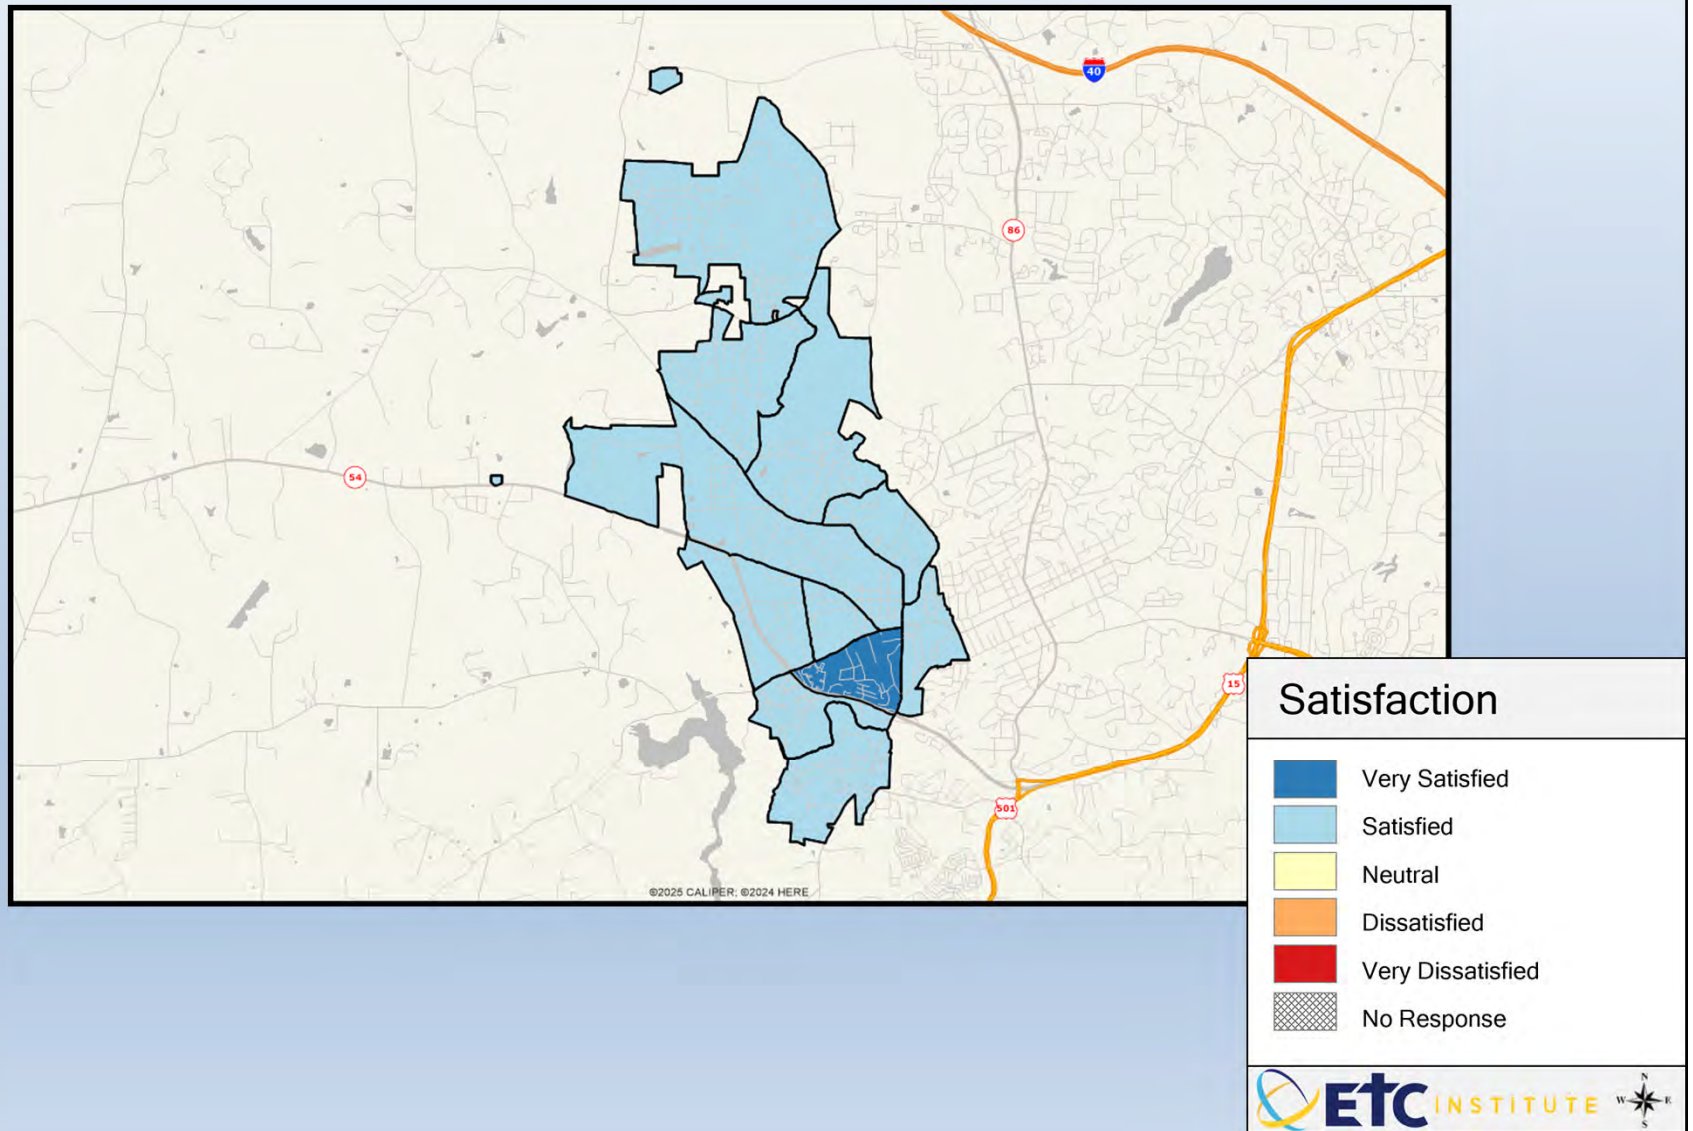 40
86
54
15
501
©2025 CALIPER; ©2024 HERE
Satisfaction
Very Satisfied
Satisfied
Neutral
Dissatisfied
Very Dissatisfied
No Response
ETC INSTITUTE
N
W E
S